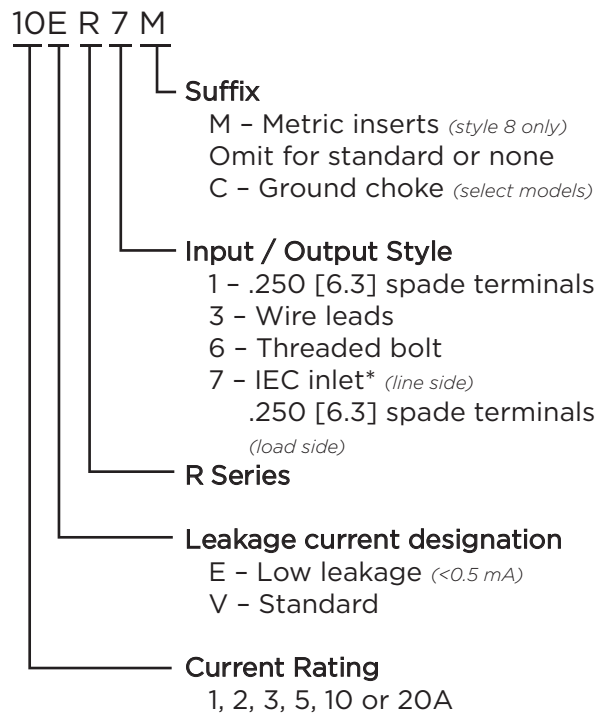 10E R 7 M
Suffix
M – Metric inserts (style 8 only)
Omit for standard or none
C – Ground choke (select models)
Input / Output Style
1 – .250 [6.3] spade terminals
3 – Wire leads
6 – Threaded bolt
7 – IEC inlet* (line side)
.250 [6.3] spade terminals
(load side)
R Series
Leakage current designation
E – Low leakage (<0.5 mA)
V – Standard
Current Rating
1, 2, 3, 5, 10 or 20A